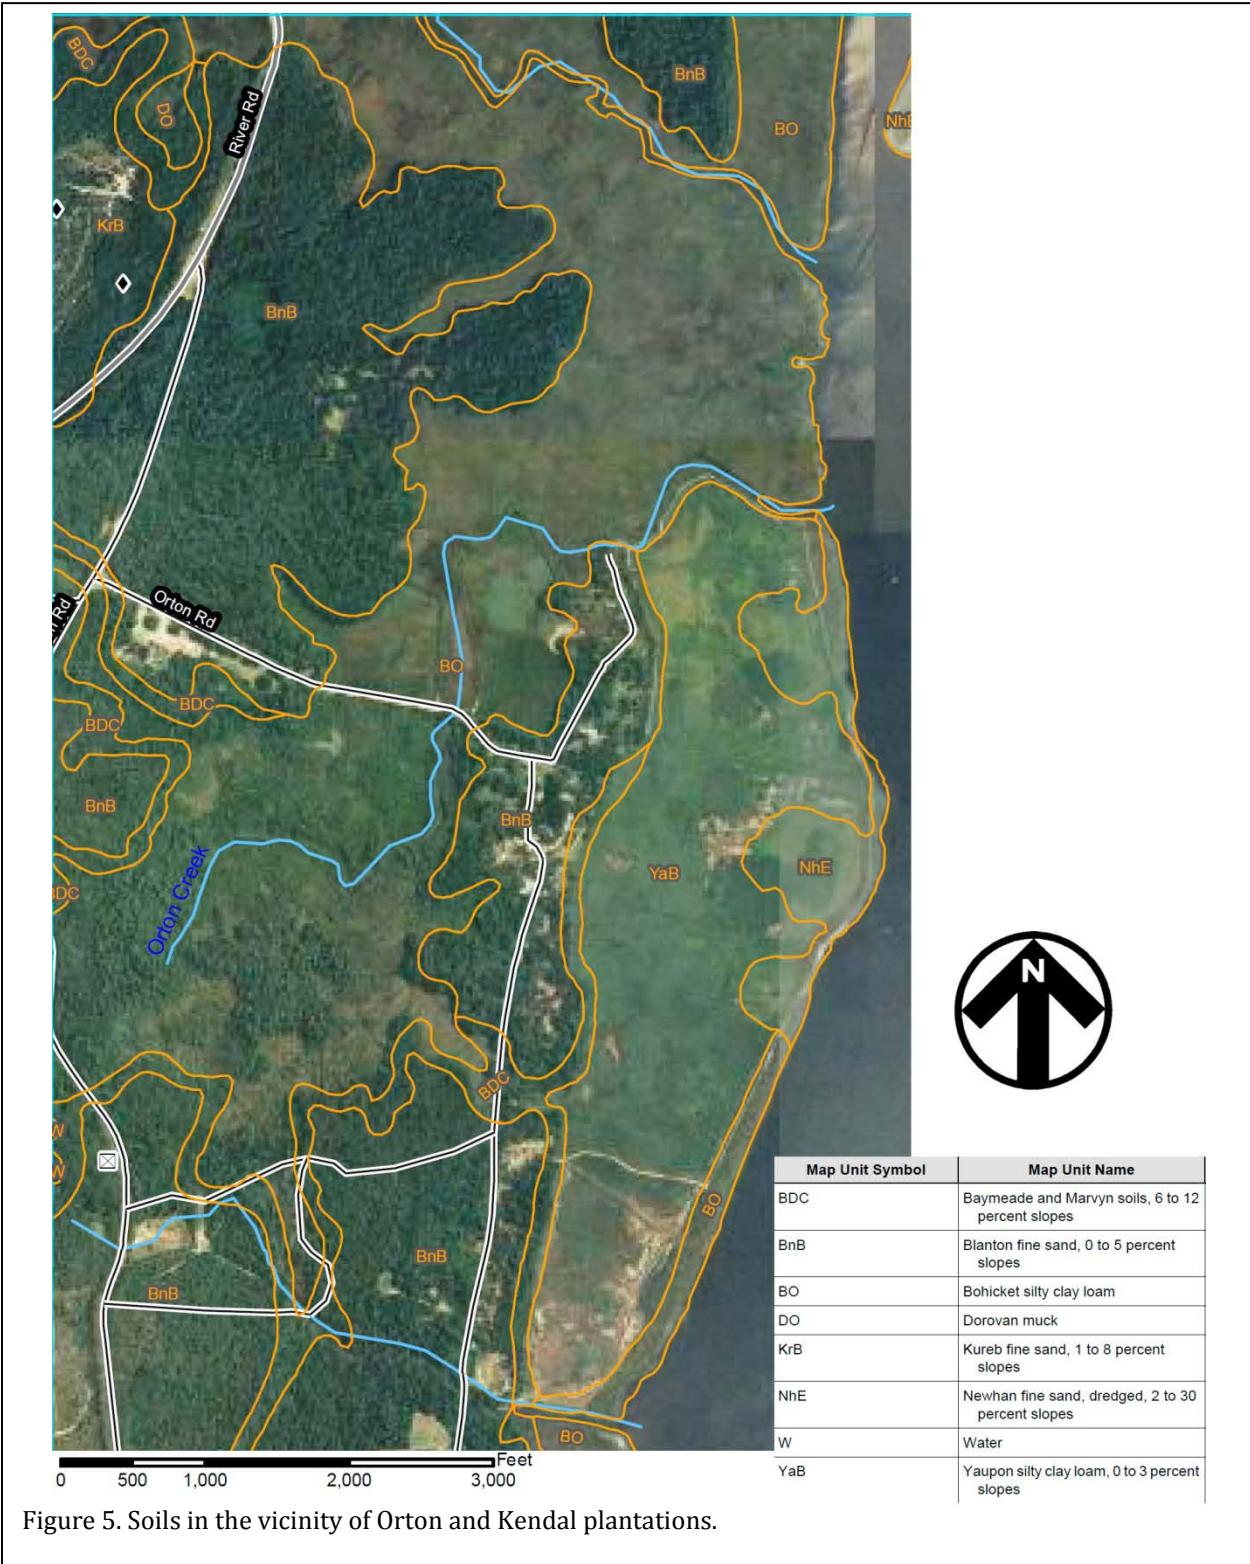 BDC
BnB
DO
River Rd
BO
NhE
KrB
BnB
Orton Rd
Rd
BO
BDC
BDC
BnB
BnB
YaB
NhE
BDC
Orton Creek
N
BDC
W
W
BO
BnB
BnB
BO
Feet
0 500 1,000 2,000 3,000
Map Unit Symbol Map Unit Name
BDC Baymeade and Marvyn soils, 6 to 12
percent slopes
BnB Blanton fine sand, 0 to 5 percent
slopes
BO Bohicket silty clay loam
DO Dorovan muck
KrB Kureb fine sand, 1 to 8 percent
slopes
NhE Newhan fine sand, dredged, 2 to 30
percent slopes
W Water
YaB Yaupon silty clay loam, 0 to 3 percent
slopes
Figure 5. Soils in the vicinity of Orton and Kendal plantations.